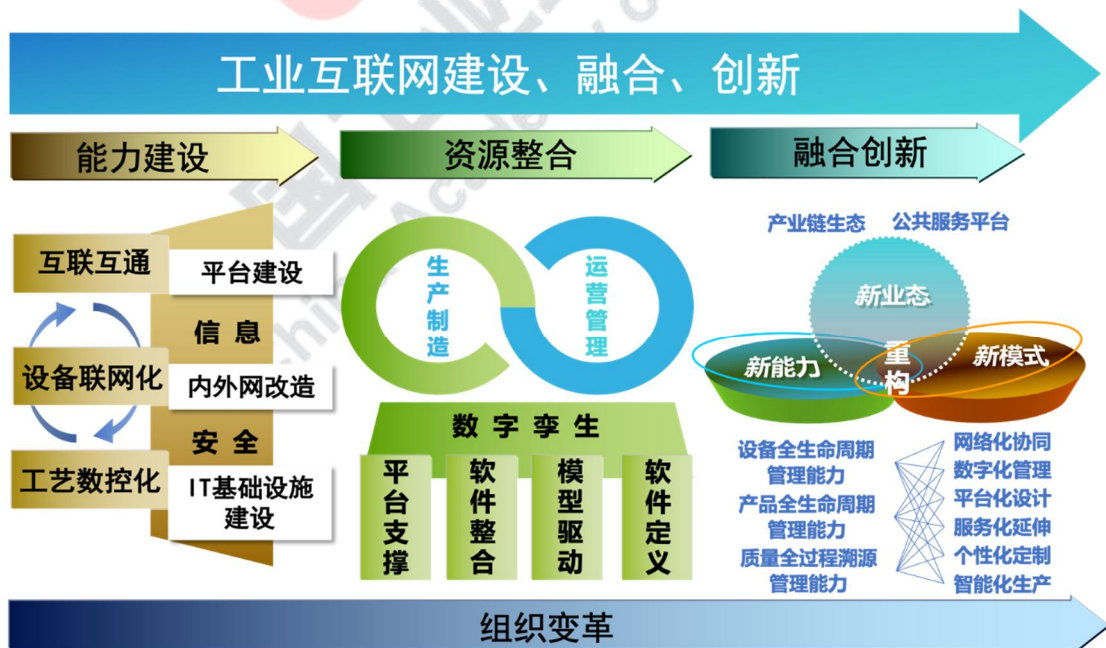 工业互联网建设、融合、创新
能力建设
资源整合
融合创新
互联互通
平台建设
信息
设备联网化
内外网改造
安全
工艺数控化
IT基础设施
建设
生产制造
运营管理
数字孪生
平台支撑
软件整合
模型驱动
软件定义
产业链生态
公共服务平台
新业态
新能力
重构
新模式
设备全生命周期
管理能力
产品全生命周期
管理能力
质量全过程溯源
管理能力
网络化协同
数字化管理
平台化设计
服务化延伸
个性化定制
智能化生产
组织变革